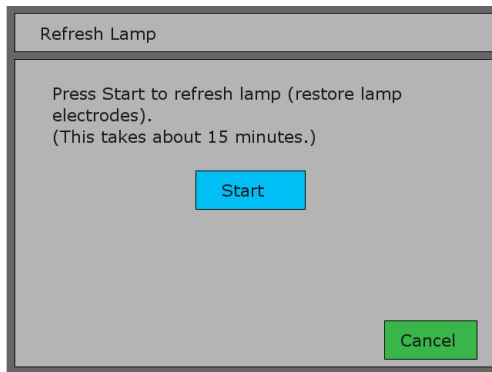 Refresh Lamp
Press Start to refresh lamp (restore lamp
electrodes).
(This takes about 15 minutes.)
Start
Cancel